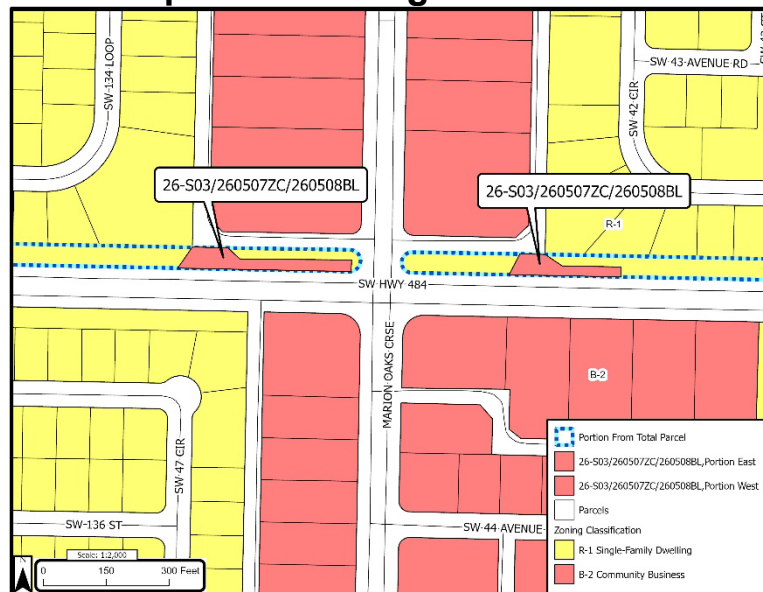 SW 134 LOOP
SW 43 AVENUE RD
SW 42 CIR
26-S03/260507ZC/260508BL
26-S03/260507ZC/260508BL
R-1
SW HWY 484
MARION OAKS CRSE
B-2
SW 47 CIR
SW 136 ST
SW 44 AVENUE
Portion From Total Parcel
26-S03/260507ZC/260508BL,Portion East
26-S03/260507ZC/260508BL,Portion West
Parcels
Zoning Classification
R-1 Single-Family Dwelling
B-2 Community Business
N
Scale: 1:2,000
0 150 300 Feet